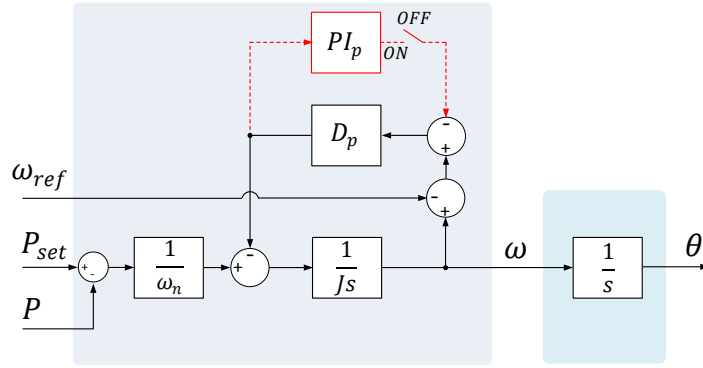 OFF
PI_p
ON
-
+
D_p
ω_ref
-
+
P_set
+
-
1
ω_n
-
+
1
Js
ω
1
s
θ
P